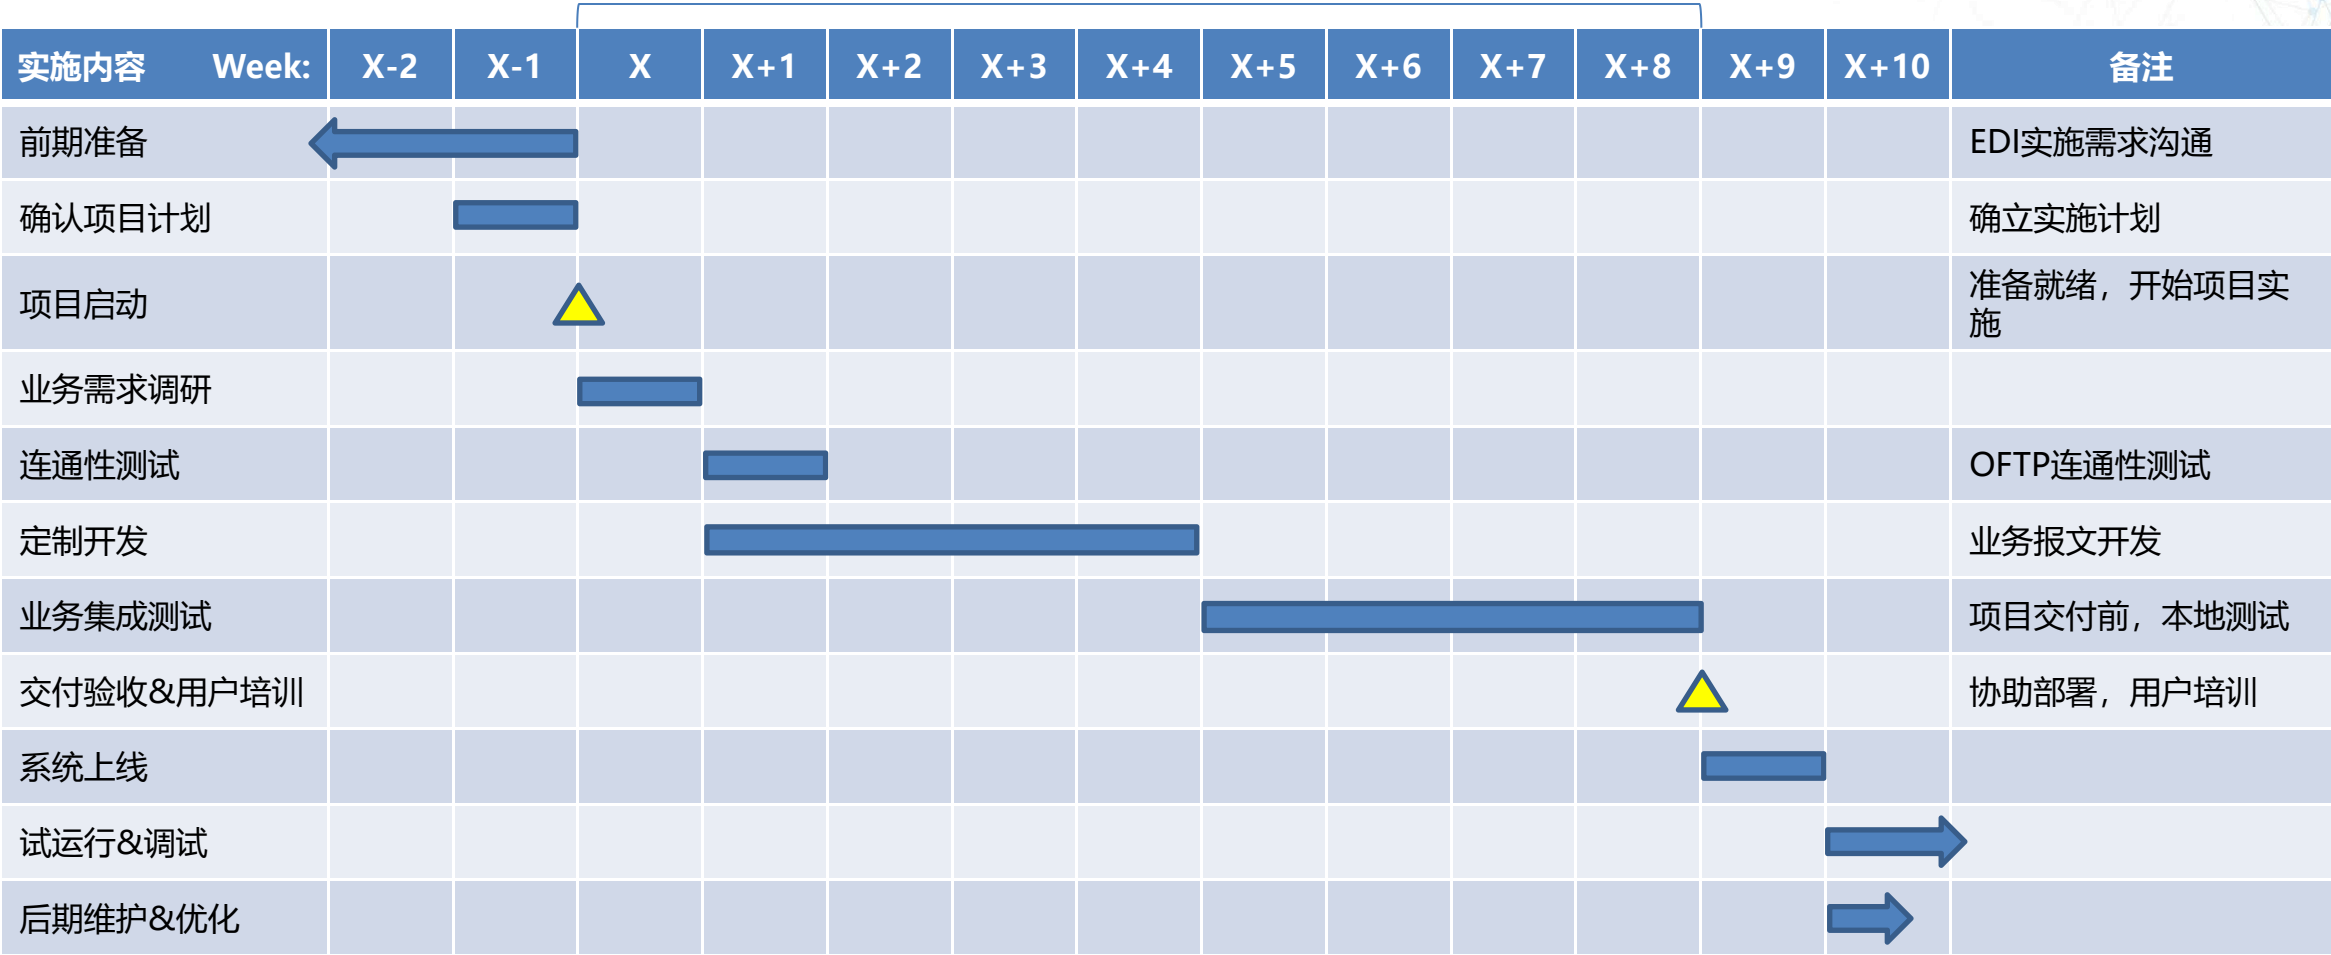 实施内容 Week: X-2 X-1 X X+1 X+2 X+3 X+4 X+5 X+6 X+7 X+8 X+9 X+10 备注
前期准备 EDI实施需求沟通
确认项目计划 确立实施计划
项目启动 准备就绪，开始项目实
施
业务需求调研
连通性测试 OFTP连通性测试
定制开发 业务报文开发
业务集成测试 项目交付前，本地测试
交付验收&用户培训 协助部署，用户培训
系统上线
试运行&调试
后期维护&优化